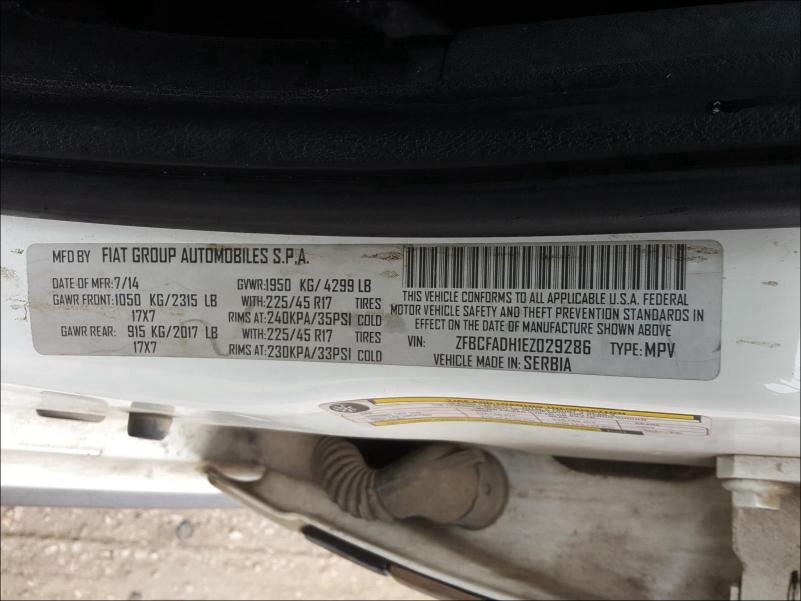 MFD BY FIAT GROUP AUTOMOBILES S.P.A.
DATE OF MFR:7/14 GVWR:1950 KG/ 4299 LB
GAWR FRONT:1050 KG/2315 LB WITH:225/45 R17 TIRES
17X7 RIMS AT:240KPA/35PSI COLD
GAWR REAR: 915 KG/2017 LB WITH:225/45 R17 TIRES
17X7 RIMS AT:230KPA/33PSI COLD
THIS VEHICLE CONFORMS TO ALL APPLICABLE U.S.A. FEDERAL
MOTOR VEHICLE SAFETY AND THEFT PREVENTION STANDARDS IN
EFFECT ON THE DATE OF MANUFACTURE SHOWN ABOVE.
VIN: ZFBCFADH1EZ029286 TYPE:MPV
VEHICLE MADE IN:SERBIA